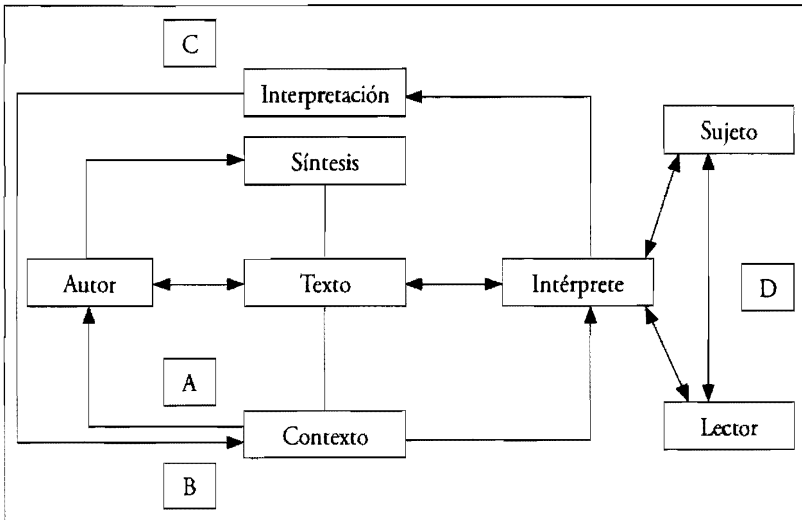 C
Interpretación
Sujeto
Síntesis
Autor
Texto
Intérprete
D
A
Contexto
Lector
B